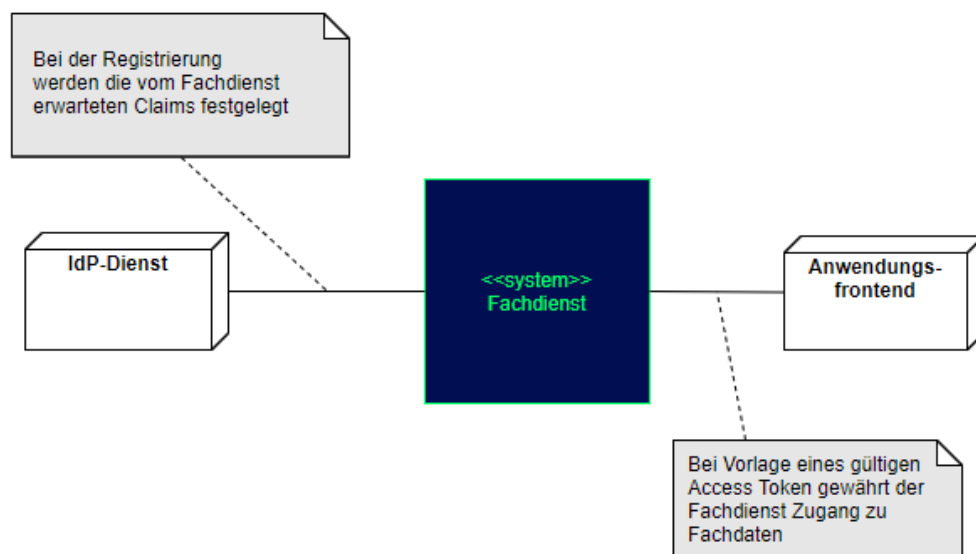 Bei der Registrierung
werden die vom Fachdienst
erwarteten Claims festgelegt
IdP-Dienst
<<system>>
Fachdienst
Anwendungs-
frontend
Bei Vorlage eines gültigen
Access Token gewährt der
Fachdienst Zugang zu
Fachdaten